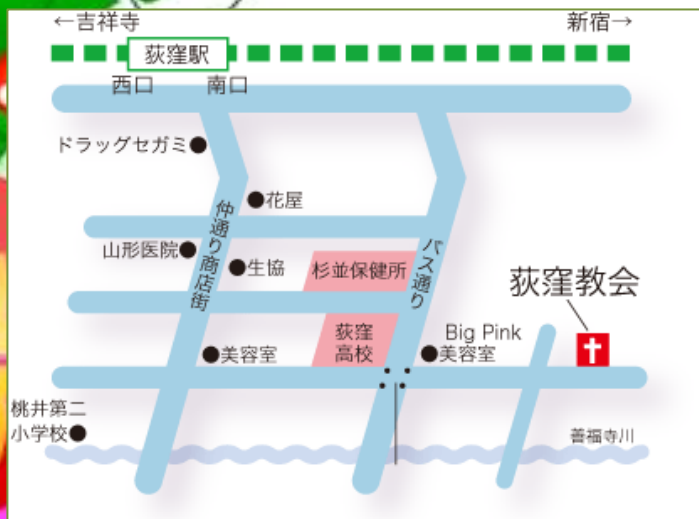 ←吉祥寺
新宿→
荻窪駅
西口
南口
ドラッグセガミ
花屋
仲通り商店街
バス通り
山形医院
生協
杉並保健所
荻窪教会
荻窪
高校
Big Pink
美容室
美容室
桃井第二
小学校
善福寺川